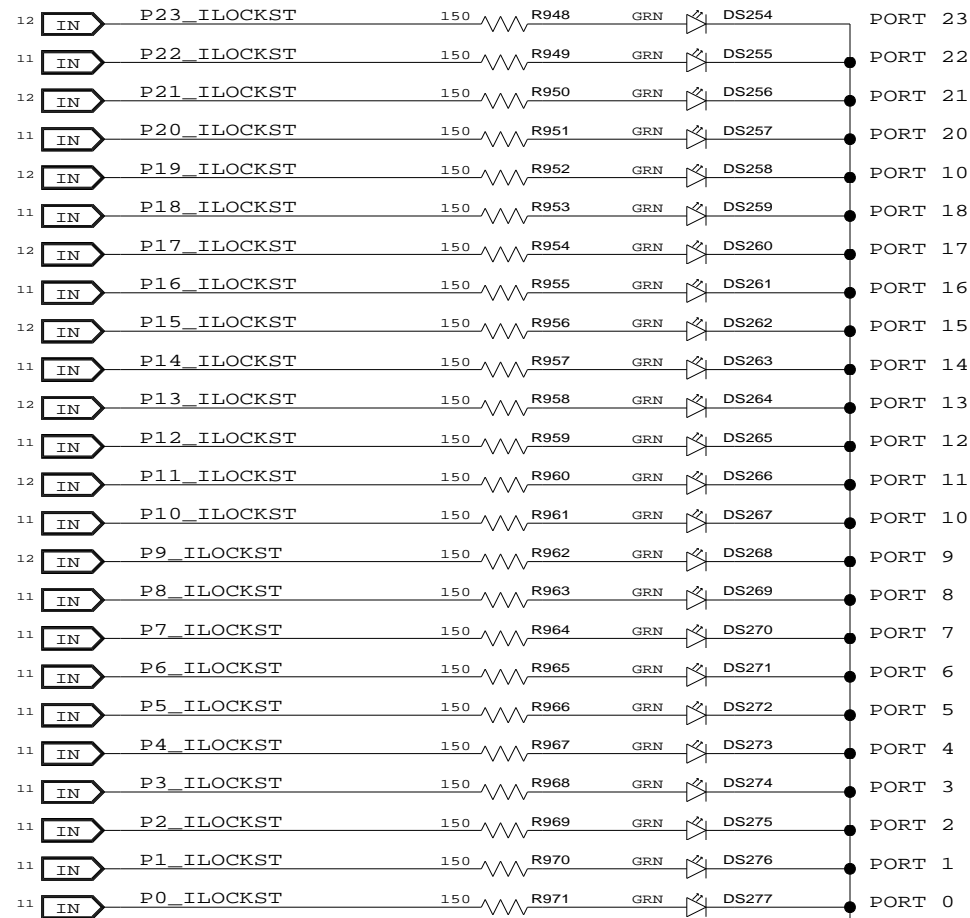 12 IN P23_ILOCKST 150 R948 GRN DS254 PORT 23
11 IN P22_ILOCKST 150 R949 GRN DS255 PORT 22
12 IN P21_ILOCKST 150 R950 GRN DS256 PORT 21
11 IN P20_ILOCKST 150 R951 GRN DS257 PORT 20
12 IN P19_ILOCKST 150 R952 GRN DS258 PORT 10
11 IN P18_ILOCKST 150 R953 GRN DS259 PORT 18
12 IN P17_ILOCKST 150 R954 GRN DS260 PORT 17
11 IN P16_ILOCKST 150 R955 GRN DS261 PORT 16
12 IN P15_ILOCKST 150 R956 GRN DS262 PORT 15
11 IN P14_ILOCKST 150 R957 GRN DS263 PORT 14
12 IN P13_ILOCKST 150 R958 GRN DS264 PORT 13
11 IN P12_ILOCKST 150 R959 GRN DS265 PORT 12
12 IN P11_ILOCKST 150 R960 GRN DS266 PORT 11
11 IN P10_ILOCKST 150 R961 GRN DS267 PORT 10
12 IN P9_ILOCKST 150 R962 GRN DS268 PORT 9
11 IN P8_ILOCKST 150 R963 GRN DS269 PORT 8
11 IN P7_ILOCKST 150 R964 GRN DS270 PORT 7
11 IN P6_ILOCKST 150 R965 GRN DS271 PORT 6
11 IN P5_ILOCKST 150 R966 GRN DS272 PORT 5
11 IN P4_ILOCKST 150 R967 GRN DS273 PORT 4
11 IN P3_ILOCKST 150 R968 GRN DS274 PORT 3
11 IN P2_ILOCKST 150 R969 GRN DS275 PORT 2
11 IN P1_ILOCKST 150 R970 GRN DS276 PORT 1
11 IN P0_ILOCKST 150 R971 GRN DS277 PORT 0